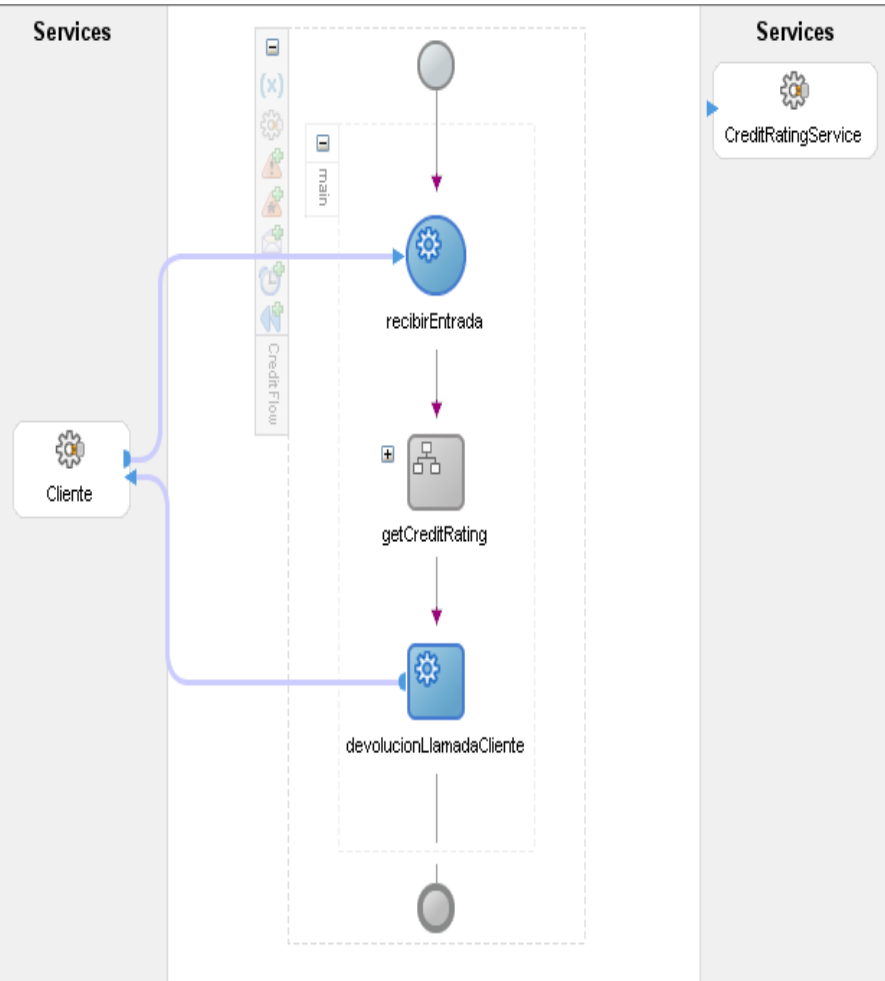 Services
Services
(x)
CreditRatingService
main
recibirEntrada
Credit Flow
Cliente
getCreditRating
devolucionLlamadaCliente